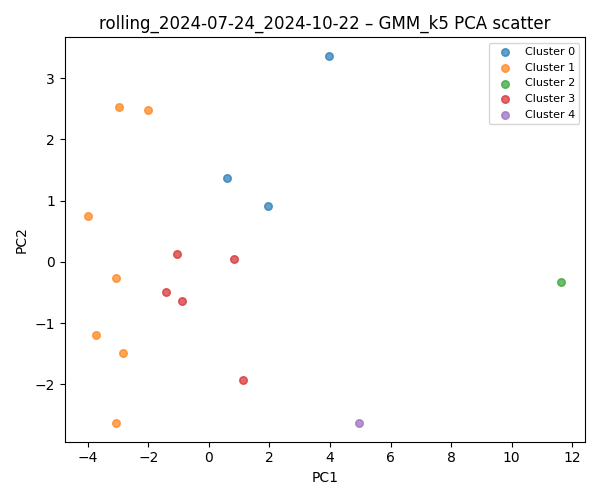 rolling_2024-07-24_2024-10-22 – GMM_k5 PCA scatter
Cluster 0
Cluster 1
Cluster 2
Cluster 3
Cluster 4
PC2
3
2
1
0
−1
−2
−4
−2
0
2
4
6
8
10
12
PC1